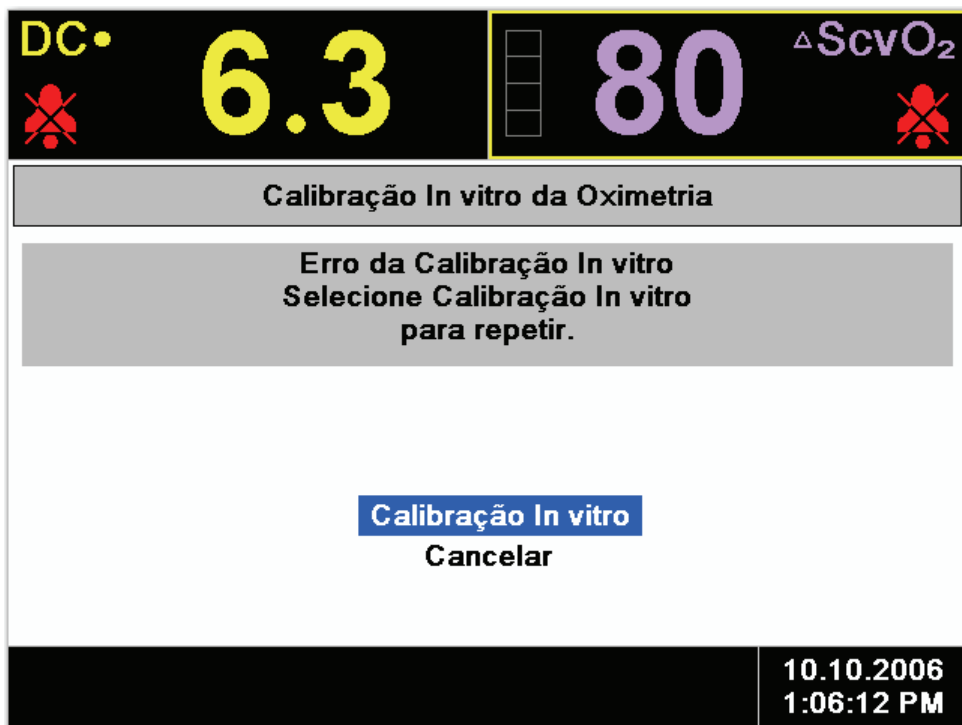 DC•
6.3
80
△ScvO₂
Calibração In vitro da Oximetria
Erro da Calibração In vitro
Selecione Calibração In vitro
para repetir.
Calibração In vitro
Cancelar
10.10.2006
1:06:12 PM